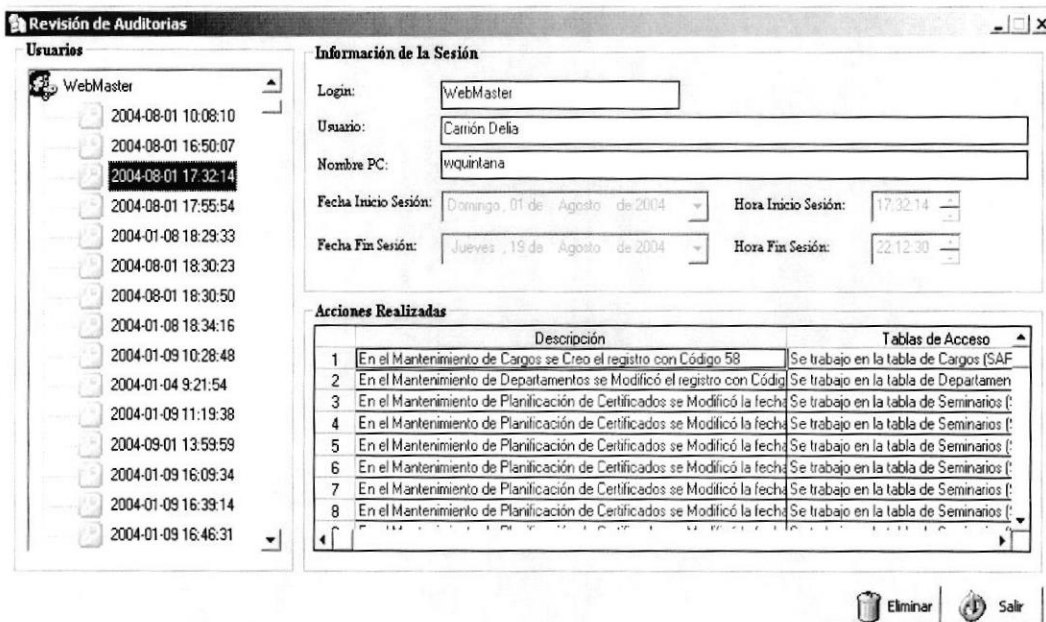 Revisión de Auditorias
Usuarios
WebMaster
2004-08-01 10:08:10
2004-08-01 16:50:07
2004-08-01 17:32:14
2004-08-01 17:55:54
2004-01-08 18:29:33
2004-08-01 18:30:23
2004-08-01 18:30:50
2004-01-08 18:34:16
2004-01-09 10:28:48
2004-01-04 9:21:54
2004-01-09 11:19:38
2004-09-01 13:59:59
2004-01-09 16:09:34
2004-01-09 16:39:14
2004-01-09 16:46:31
Información de la Sesión
Login: WebMaster
Usuario: Carrión Delia
Nombre PC: wquintana
Fecha Inicio Sesión: Domingo , 01 de Agosto de 2004 Hora Inicio Sesión: 17:32:14
Fecha Fin Sesión: Jueves , 19 de Agosto de 2004 Hora Fin Sesión: 22:12:30
Acciones Realizadas
Descripción Tablas de Acceso
1 En el Mantenimiento de Cargos se Creo el registro con Código 58 Se trabajo en la tabla de Cargos (SAF
2 En el Mantenimiento de Departamentos se Modificó el registro con Códig Se trabajo en la tabla de Departamen
3 En el Mantenimiento de Planificación de Certificados se Modificó la fecha Se trabajo en la tabla de Seminarios (
4 En el Mantenimiento de Planificación de Certificados se Modificó la fecha Se trabajo en la tabla de Seminarios (
5 En el Mantenimiento de Planificación de Certificados se Modificó la fecha Se trabajo en la tabla de Seminarios (
6 En el Mantenimiento de Planificación de Certificados se Modificó la fecha Se trabajo en la tabla de Seminarios (
7 En el Mantenimiento de Planificación de Certificados se Modificó la fecha Se trabajo en la tabla de Seminarios (
8 En el Mantenimiento de Planificación de Certificados se Modificó la fecha Se trabajo en la tabla de Seminarios (
Eliminar Salir